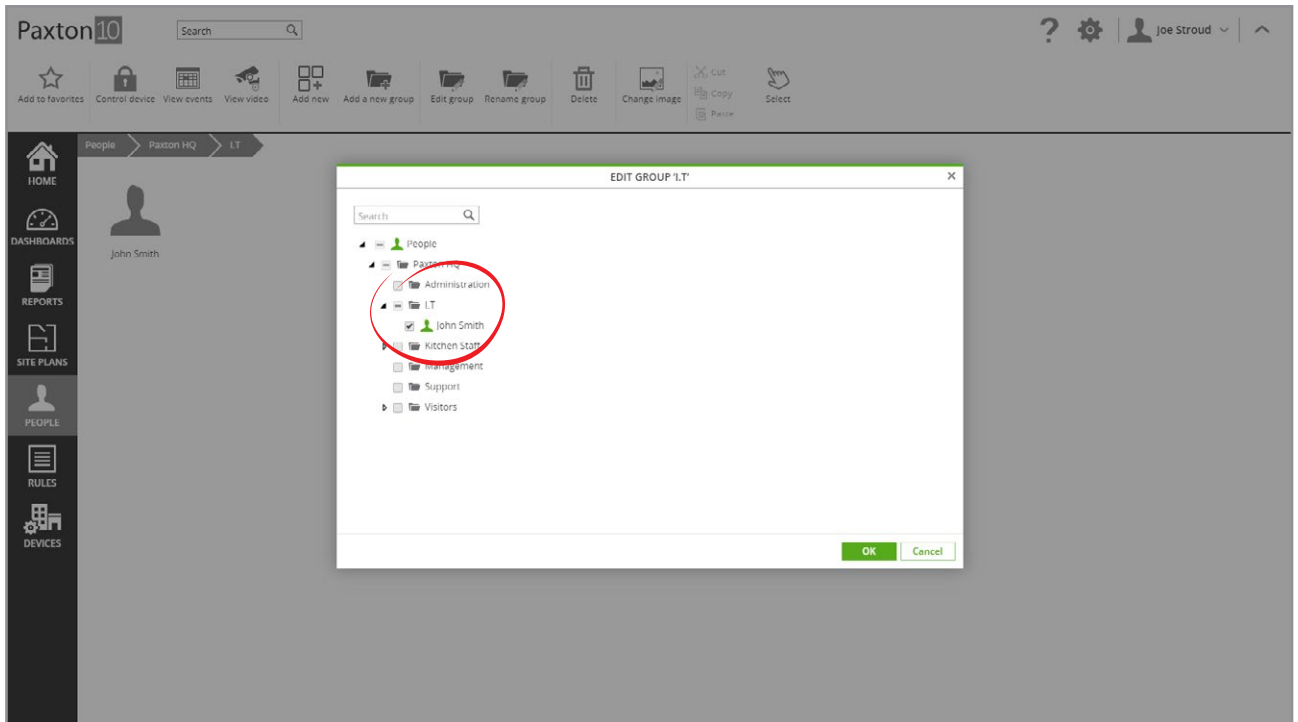 Paxton10
Search
Joe Stroud
Add to favorites
Control device
View events
View video
Add new
Add a new group
Edit group
Rename group
Delete
Change image
Cut
Copy
Paste
Select
People
Paxton HQ
I.T
HOME
DASHBOARDS
REPORTS
SITE PLANS
PEOPLE
RULES
DEVICES
John Smith
EDIT GROUP 'I.T'
Search
People
Paxton HQ
Administration
I.T
John Smith
Kitchen Staff
Management
Support
Visitors
OK
Cancel